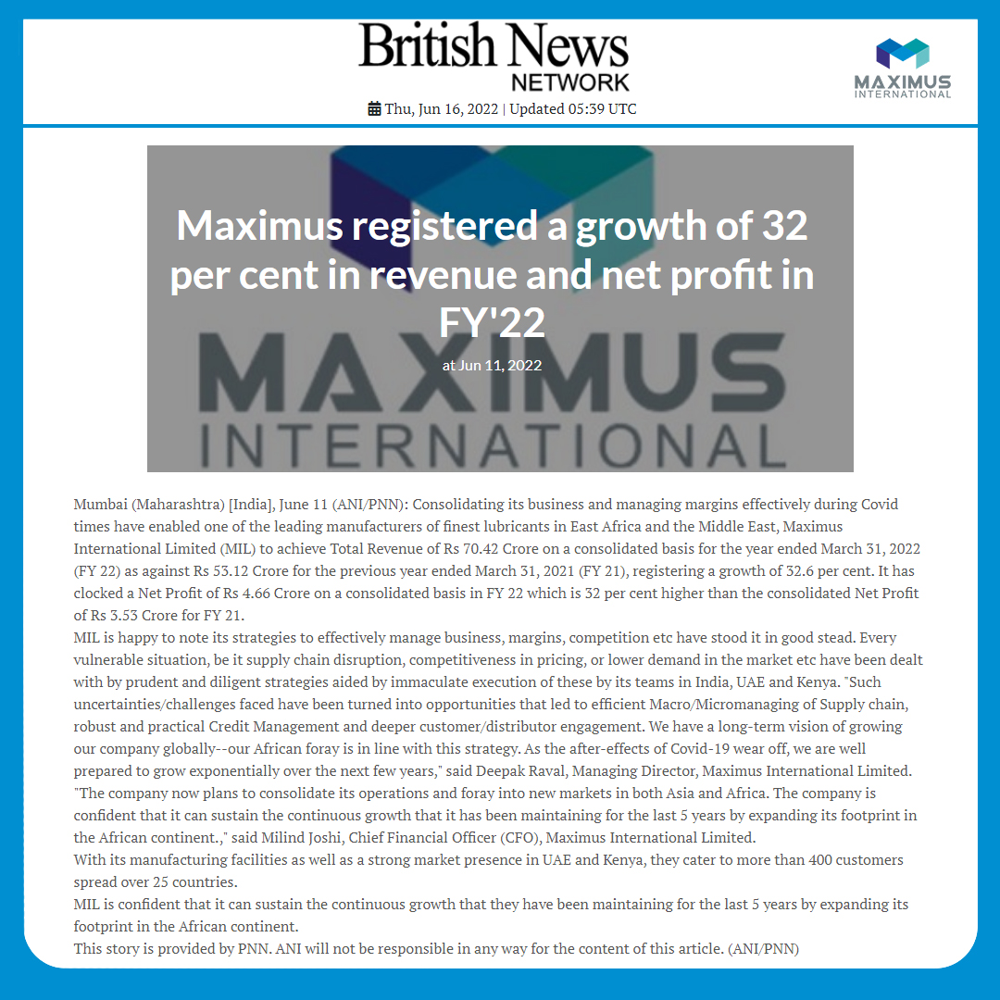 British News
NETWORK
Thu, Jun 16, 2022 | Updated 05:39 UTC
MAXIMUS
INTERNATIONAL
Maximus registered a growth of 32
per cent in revenue and net profit in
FY'22
at Jun 11, 2022
MAXIMUS
INTERNATIONAL
Mumbai (Maharashtra) [India], June 11 (ANI/PNN): Consolidating its business and managing margins effectively during Covid
times have enabled one of the leading manufacturers of finest lubricants in East Africa and the Middle East, Maximus
International Limited (MIL) to achieve Total Revenue of Rs 70.42 Crore on a consolidated basis for the year ended March 31, 2022
(FY 22) as against Rs 53.12 Crore for the previous year ended March 31, 2021 (FY 21), registering a growth of 32.6 per cent. It has
clocked a Net Profit of Rs 4.66 Crore on a consolidated basis in FY 22 which is 32 per cent higher than the consolidated Net Profit
of Rs 3.53 Crore for FY 21.
MIL is happy to note its strategies to effectively manage business, margins, competition etc have stood it in good stead. Every
vulnerable situation, be it supply chain disruption, competitiveness in pricing, or lower demand in the market etc have been dealt
with by prudent and diligent strategies aided by immaculate execution of these by its teams in India, UAE and Kenya. "Such
uncertainties/challenges faced have been turned into opportunities that led to efficient Macro/Micromanaging of Supply chain,
robust and practical Credit Management and deeper customer/distributor engagement. We have a long-term vision of growing
our company globally--our African foray is in line with this strategy. As the after-effects of Covid-19 wear off, we are well
prepared to grow exponentially over the next few years," said Deepak Raval, Managing Director, Maximus International Limited.
"The company now plans to consolidate its operations and foray into new markets in both Asia and Africa. The company is
confident that it can sustain the continuous growth that it has been maintaining for the last 5 years by expanding its footprint in
the African continent.," said Milind Joshi, Chief Financial Officer (CFO), Maximus International Limited.
With its manufacturing facilities as well as a strong market presence in UAE and Kenya, they cater to more than 400 customers
spread over 25 countries.
MIL is confident that it can sustain the continuous growth that they have been maintaining for the last 5 years by expanding its
footprint in the African continent.
This story is provided by PNN. ANI will not be responsible in any way for the content of this article. (ANI/PNN)